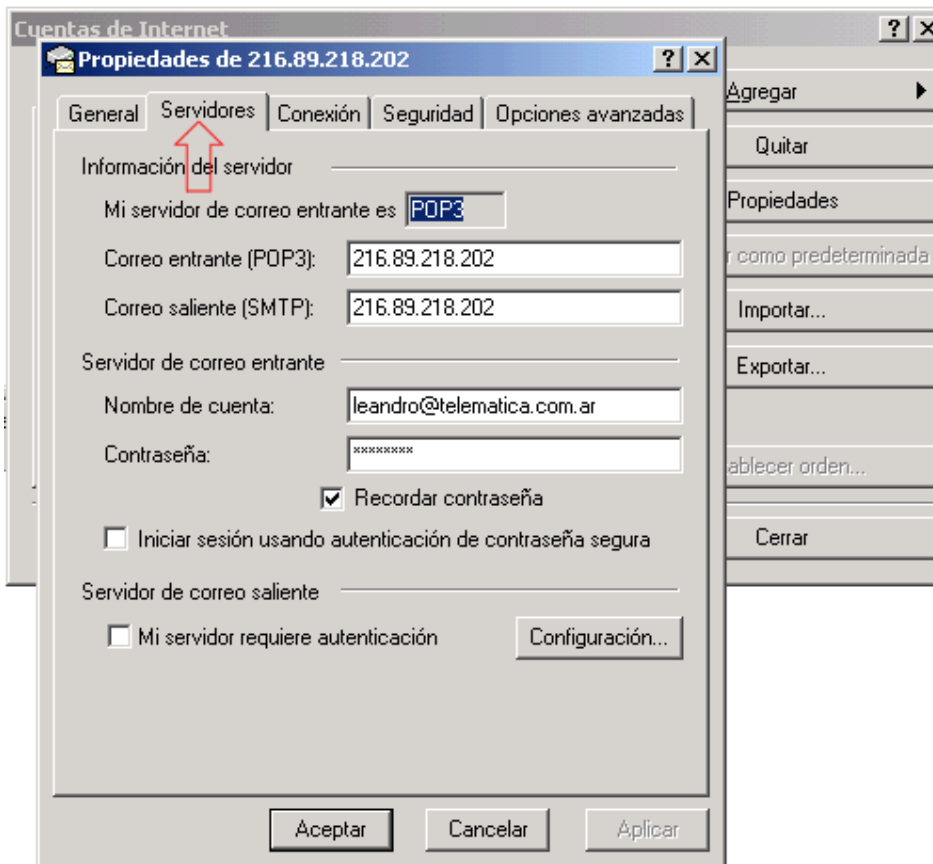 Cuentas de Internet
Propiedades de 216.89.218.202
General Servidores Conexión Seguridad Opciones avanzadas
Información del servidor
Mi servidor de correo entrante es POP3
Correo entrante (POP3): 216.89.218.202
Correo saliente (SMTP): 216.89.218.202
Servidor de correo entrante
Nombre de cuenta: leandro@telematica.com.ar
Contraseña: ********
Recordar contraseña
Iniciar sesión usando autenticación de contraseña segura
Servidor de correo saliente
Mi servidor requiere autenticación Configuración...
Aceptar Cancelar Aplicar
Agregar
Quitar
Propiedades
como predeterminada
Importar...
Exportar...
ablecer orden...
Cerrar